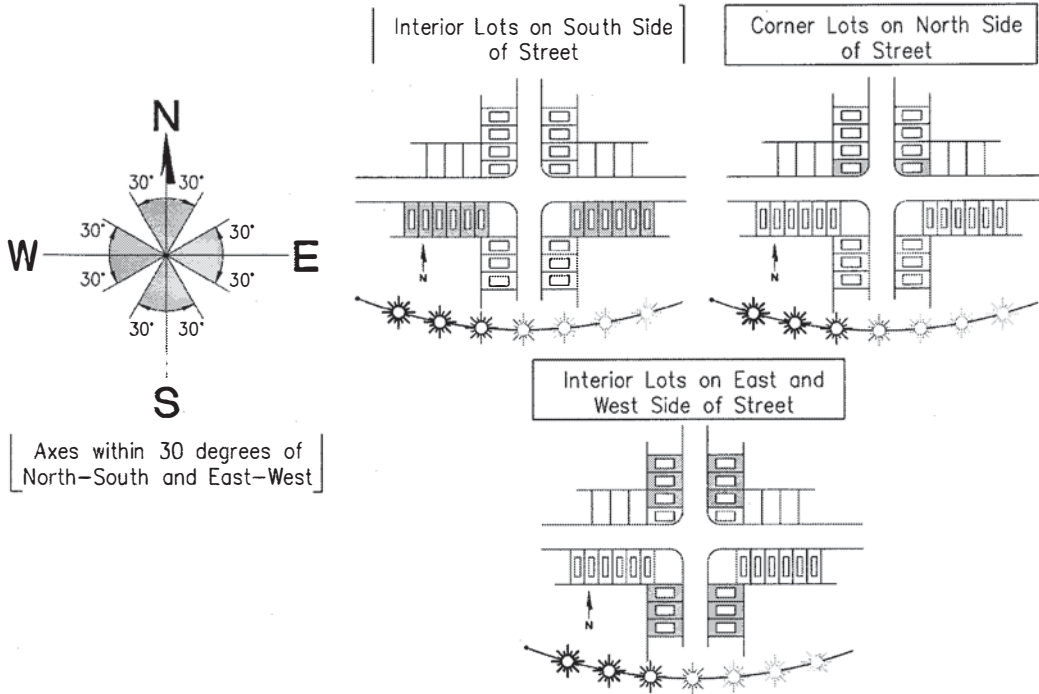 Interior Lots on South Side
of Street
Corner Lots on North Side
of Street
N
30° 30°
30° 30°
W E
30° 30°
30° 30°
S
Axes within 30 degrees of
North-South and East-West
N
N
Interior Lots on East and
West Side of Street
N